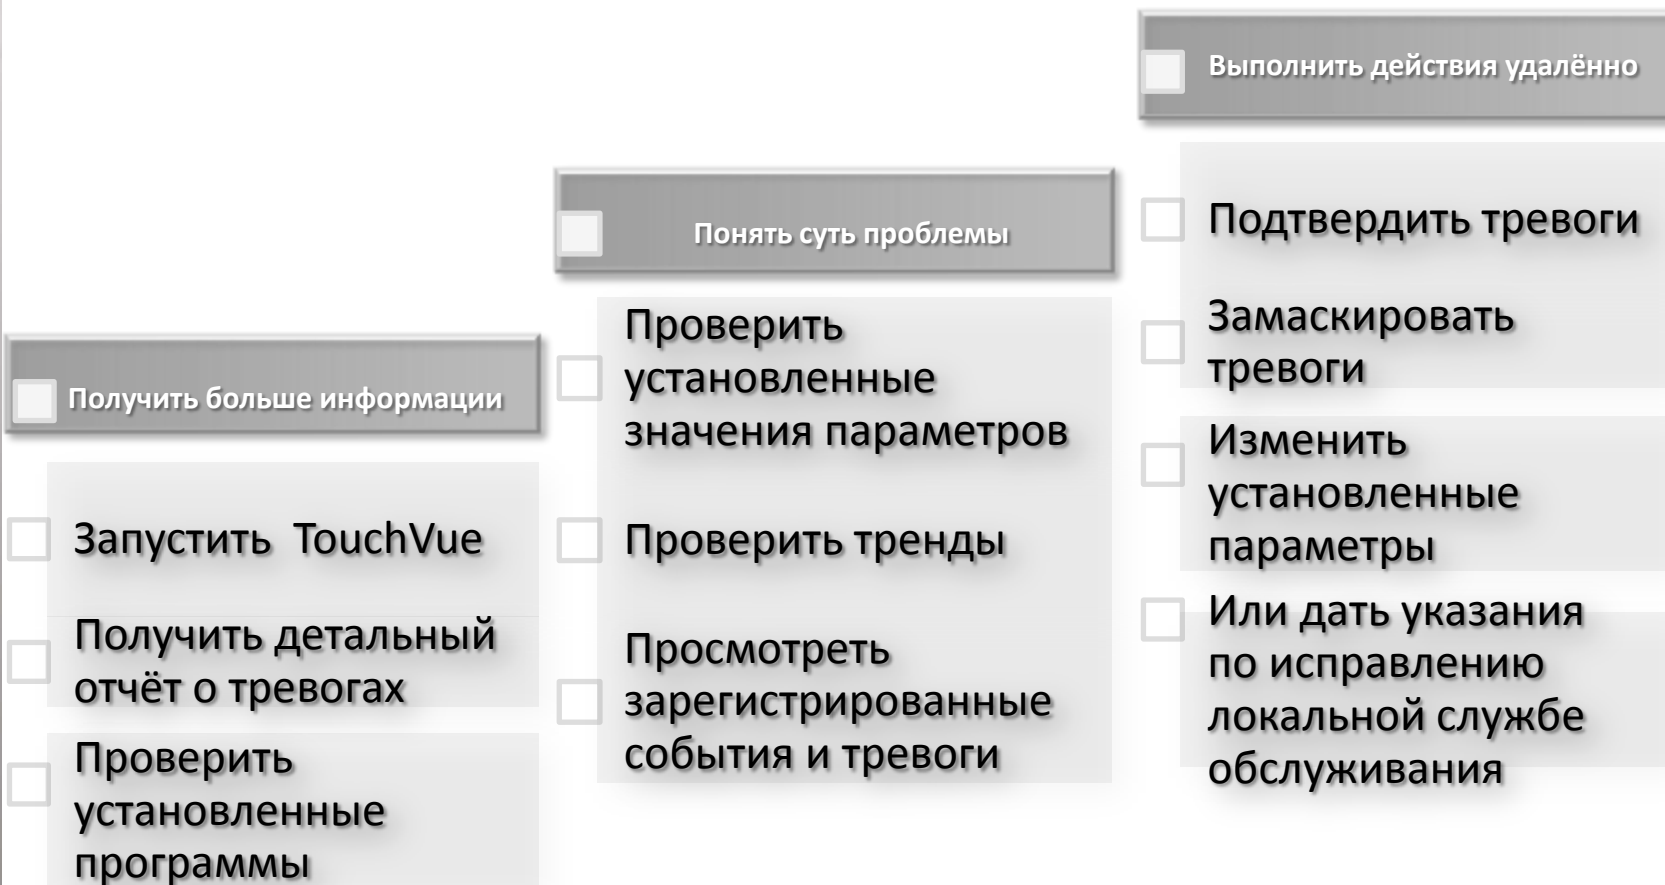 Получить больше информации
Запустить  TouchVue
Получить детальный
отчёт о тревогах
Проверить
установленные
программы
Понять суть проблемы
Проверить
установленные
значения параметров
Проверить тренды
Просмотреть
зарегистрированные
события и тревоги
Выполнить действия удалённо
Подтвердить тревоги
Замаскировать
тревоги
Изменить
установленные
параметры
Или дать указания
по исправлению
локальной службе
обслуживания